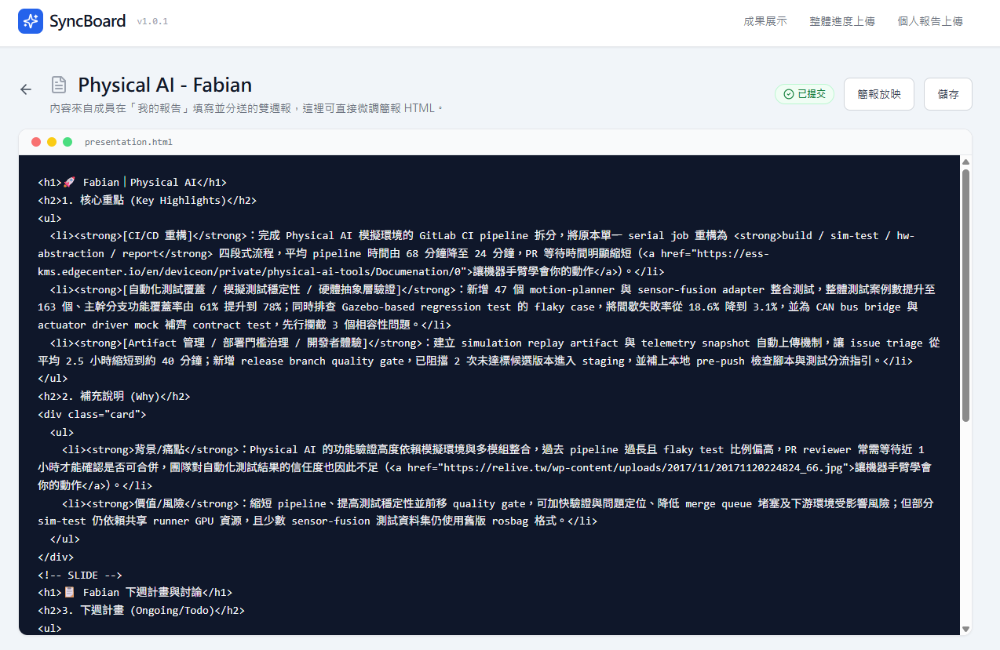 SyncBoard v1.0.1 成果展示 整體進度上傳 個人報告上傳
Physical AI - Fabian
內容來自成員在「我的報告」填寫並分送的雙週報，這裡可直接微調簡報 HTML。
已提交 簡報放映 儲存
presentation.html
<h1>🚀 Fabian｜Physical AI</h1>
<h2>1. 核心重點 (Key Highlights)</h2>
<ul>
  <li><strong>[CI/CD 重構]</strong>：完成 Physical AI 模擬環境的 GitLab CI pipeline 拆分，將原本單一 serial job 重構為 <strong>build / sim-test / hw-
abstraction / report</strong> 四段式流程，平均 pipeline 時間由 68 分鐘降至 24 分鐘，PR 等待時間明顯縮短（<a href="https://ess-
kms.edgecenter.io/en/deviceon/private/physical-ai-tools/Documenation/0">讓機器手臂學會你的動作</a>）。</li>
  <li><strong>[自動化測試覆蓋 / 模擬測試穩定性 / 硬體抽象層驗證]</strong>：新增 47 個 motion-planner 與 sensor-fusion adapter 整合測試，整體測試案例數提升至
163 個、主幹分支功能覆蓋率由 61% 提升到 78%；同時排查 Gazebo-based regression test 的 flaky case，將間歇失敗率從 18.6% 降到 3.1%，並為 CAN bus bridge 與
actuator driver mock 補齊 contract test，先行攔截 3 個相容性問題。</li>
  <li><strong>[Artifact 管理 / 部署門檻治理 / 開發者體驗]</strong>：建立 simulation replay artifact 與 telemetry snapshot 自動上傳機制，讓 issue triage 從
平均 2.5 小時縮短到約 40 分鐘；新增 release branch quality gate，已阻擋 2 次未達標候選版本進入 staging，並補上本地 pre-push 檢查腳本與測試分流指引。</li>
</ul>
<h2>2. 補充說明 (Why)</h2>
<div class="card">
  <ul>
    <li><strong>背景/痛點</strong>：Physical AI 的功能驗證高度依賴模擬環境與多模組整合，過去 pipeline 過長且 flaky test 比例偏高，PR reviewer 常需等待近 1
小時才能確認是否可合併，團隊對自動化測試結果的信任度也因此不足（<a href="https://relive.tw/wp-content/uploads/2017/11/20171120224824_66.jpg">讓機器手臂學會
你的動作</a>）。</li>
    <li><strong>價值/風險</strong>：縮短 pipeline、提高測試穩定性並前移 quality gate，可加快驗證與問題定位、降低 merge queue 堵塞及下游環境受影響風險；但部分
sim-test 仍依賴共享 runner GPU 資源，且少數 sensor-fusion 測試資料集仍使用舊版 rosbag 格式。</li>
  </ul>
</div>
<!-- SLIDE -->
<h1>📋 Fabian 下週計畫與討論</h1>
<h2>3. 下週計畫 (Ongoing/Todo)</h2>
<ul>